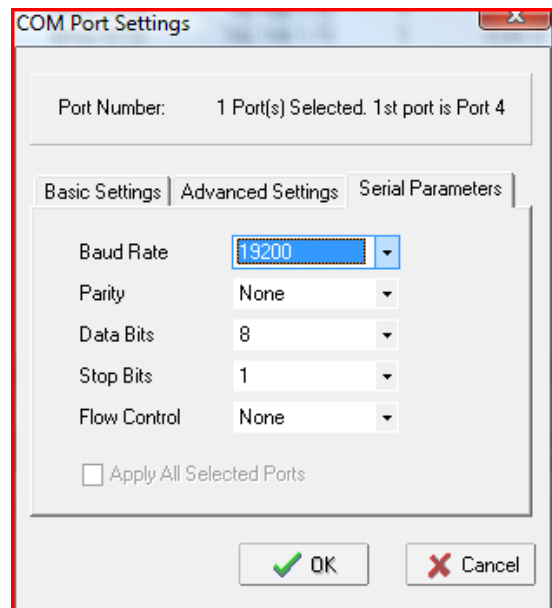 COM Port Settings
Port Number: 1 Port(s) Selected. 1st port is Port 4
Basic Settings Advanced Settings Serial Parameters
Baud Rate 19200
Parity None
Data Bits 8
Stop Bits 1
Flow Control None
Apply All Selected Ports
OK Cancel